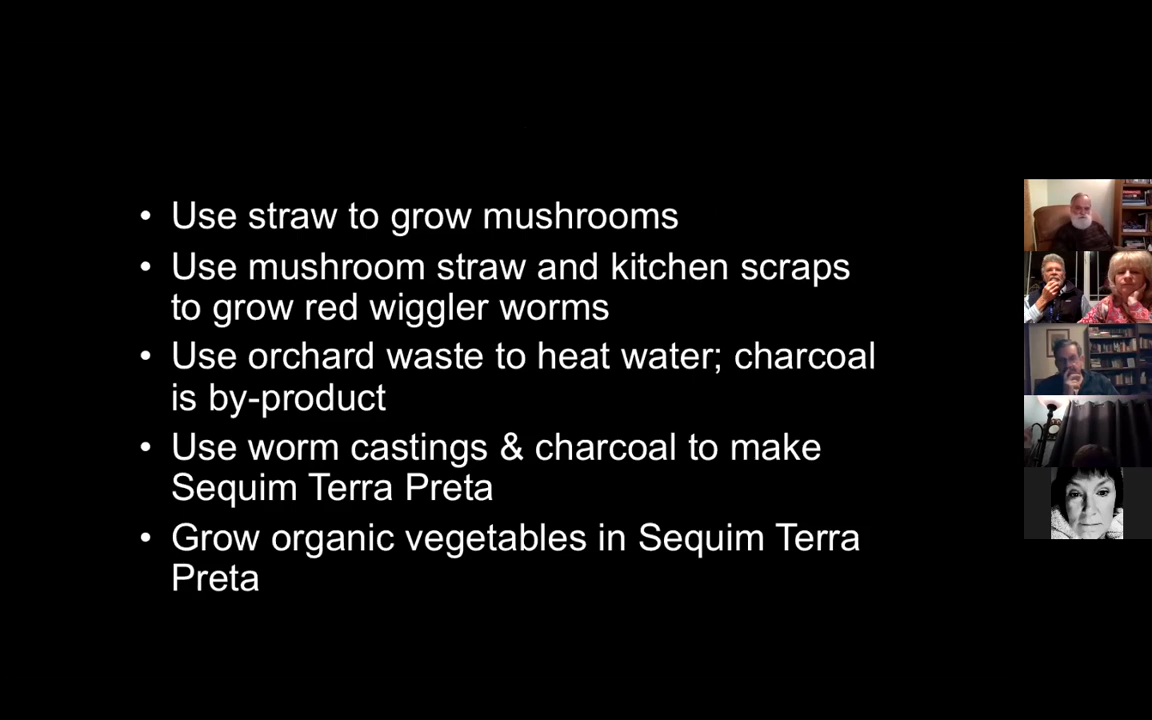 • Use straw to grow mushrooms
• Use mushroom straw and kitchen scraps
to grow red wiggler worms
• Use orchard waste to heat water; charcoal
is by-product
• Use worm castings & charcoal to make
Sequim Terra Preta
• Grow organic vegetables in Sequim Terra
Preta